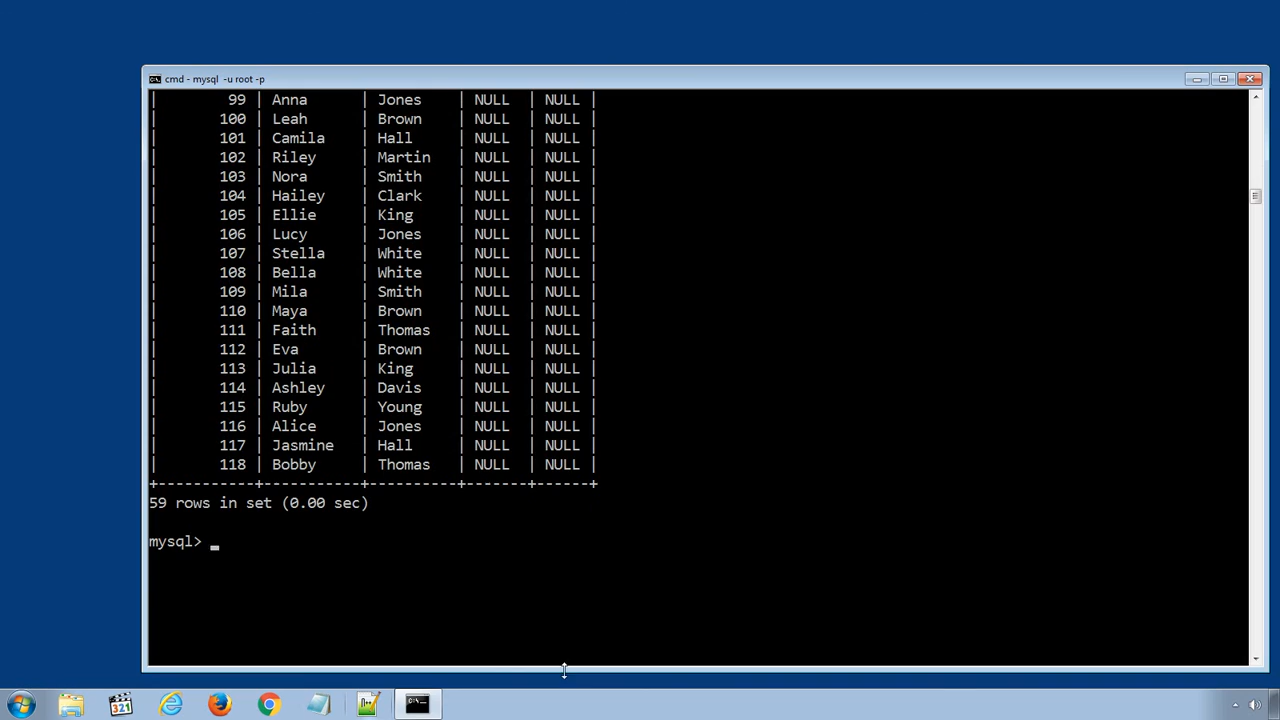 cmd - mysql  -u root -p
|        99 | Anna      | Jones    | NULL  | NULL |
|       100 | Leah      | Brown    | NULL  | NULL |
|       101 | Camila    | Hall     | NULL  | NULL |
|       102 | Riley     | Martin   | NULL  | NULL |
|       103 | Nora      | Smith    | NULL  | NULL |
|       104 | Hailey    | Clark    | NULL  | NULL |
|       105 | Ellie     | King     | NULL  | NULL |
|       106 | Lucy      | Jones    | NULL  | NULL |
|       107 | Stella    | White    | NULL  | NULL |
|       108 | Bella     | White    | NULL  | NULL |
|       109 | Mila      | Smith    | NULL  | NULL |
|       110 | Maya      | Brown    | NULL  | NULL |
|       111 | Faith     | Thomas   | NULL  | NULL |
|       112 | Eva       | Brown    | NULL  | NULL |
|       113 | Julia     | King     | NULL  | NULL |
|       114 | Ashley    | Davis    | NULL  | NULL |
|       115 | Ruby      | Young    | NULL  | NULL |
|       116 | Alice     | Jones    | NULL  | NULL |
|       117 | Jasmine   | Hall     | NULL  | NULL |
|       118 | Bobby     | Thomas   | NULL  | NULL |
+-----------+-----------+----------+-------+------+
59 rows in set (0.00 sec)
mysql> _
321